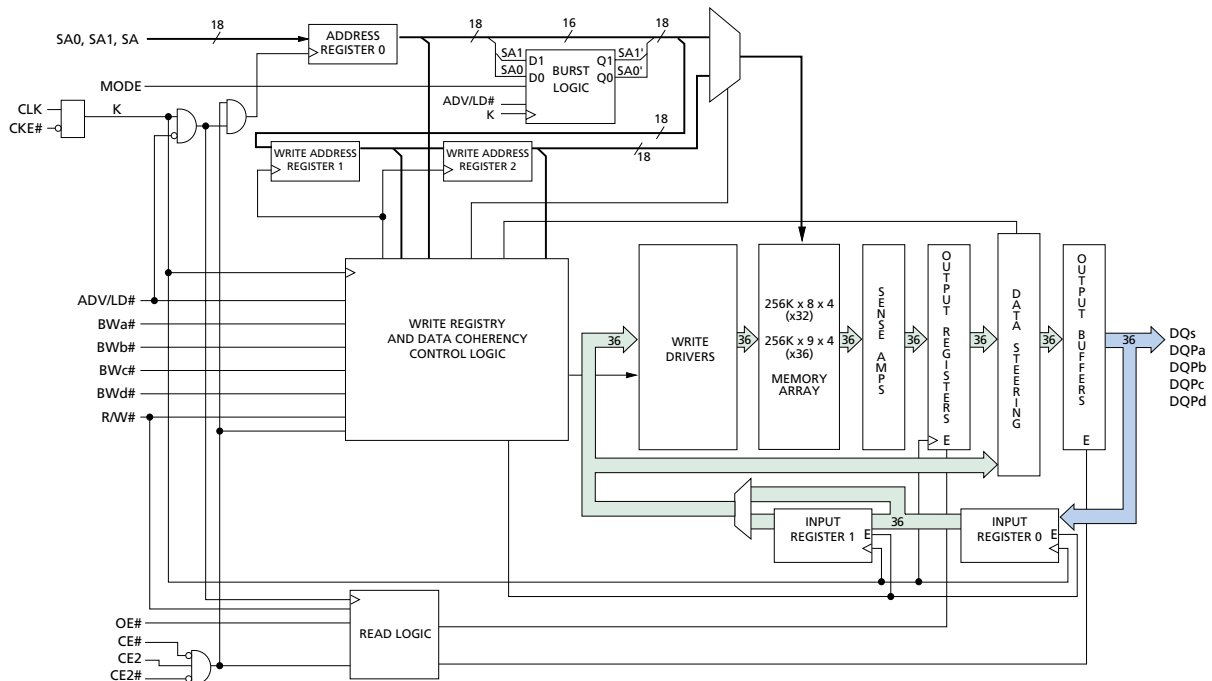 SA0, SA1, SA
18
ADDRESS
REGISTER 0
18
16
18
SA1
SA0
D1
D0
BURST
LOGIC
Q1
Q0
SA1'
SA0'
MODE
ADV/LD#
K
CLK
CKE#
K
18
18
WRITE ADDRESS
REGISTER 1
WRITE ADDRESS
REGISTER 2
ADV/LD#
BWa#
BWb#
BWc#
BWd#
R/W#
WRITE REGISTRY
AND DATA COHERENCY
CONTROL LOGIC
36
WRITE
DRIVERS
36
256K x 8 x 4
(x32)
256K x 9 x 4
(x36)
MEMORY
ARRAY
36
SENSE AMPS
36
OUTPUT REGISTERS
E
36
DATA STEERING
36
OUTPUT BUFFERS
E
36
DQs
DQPa
DQPb
DQPc
DQPd
INPUT
REGISTER 1
E
36
INPUT
REGISTER 0
E
OE#
CE#
CE2
CE2#
READ LOGIC